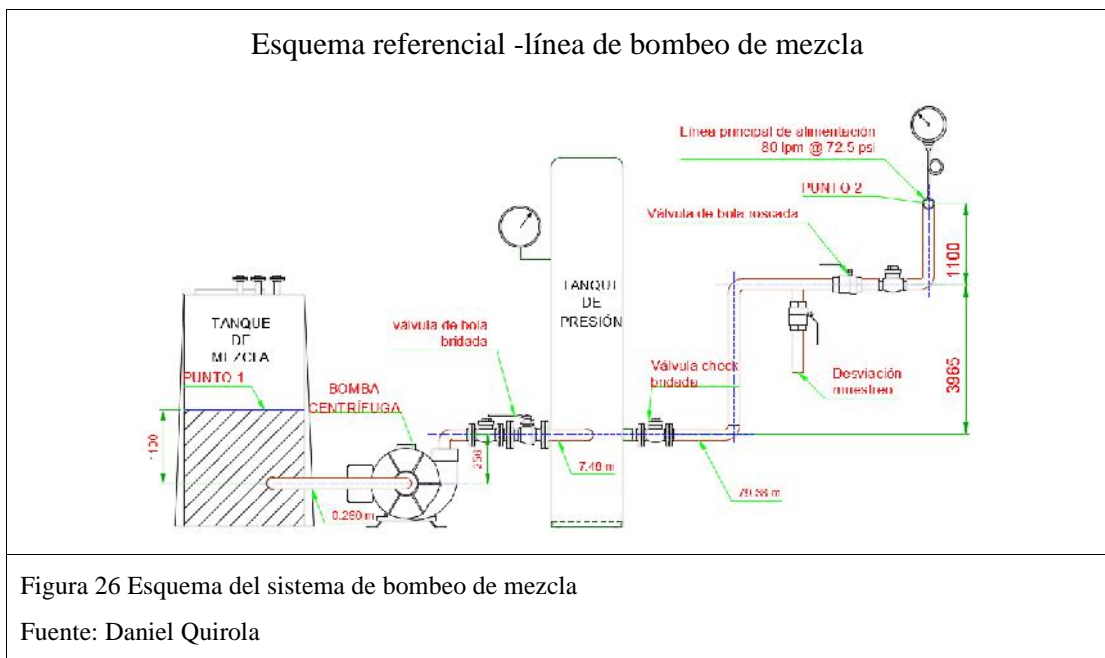 Esquema referencial -línea de bombeo de mezcla
Línea principal de alimentación
80 lpm @ 72.5 psi
PUNTO 2
Válvula de bola roscada
1100
TANQUE
DE
PRESIÓN
TANQUE
DE
MEZCLA
válvula de bola
bridada
PUNTO 1
BOMBA
CENTRÍFUGA
Válvula check
bridada
Desviación
muestreo
3965
1100
256
7.48 m
0.260 m
Figura 26 Esquema del sistema de bombeo de mezcla
Fuente: Daniel Quirola